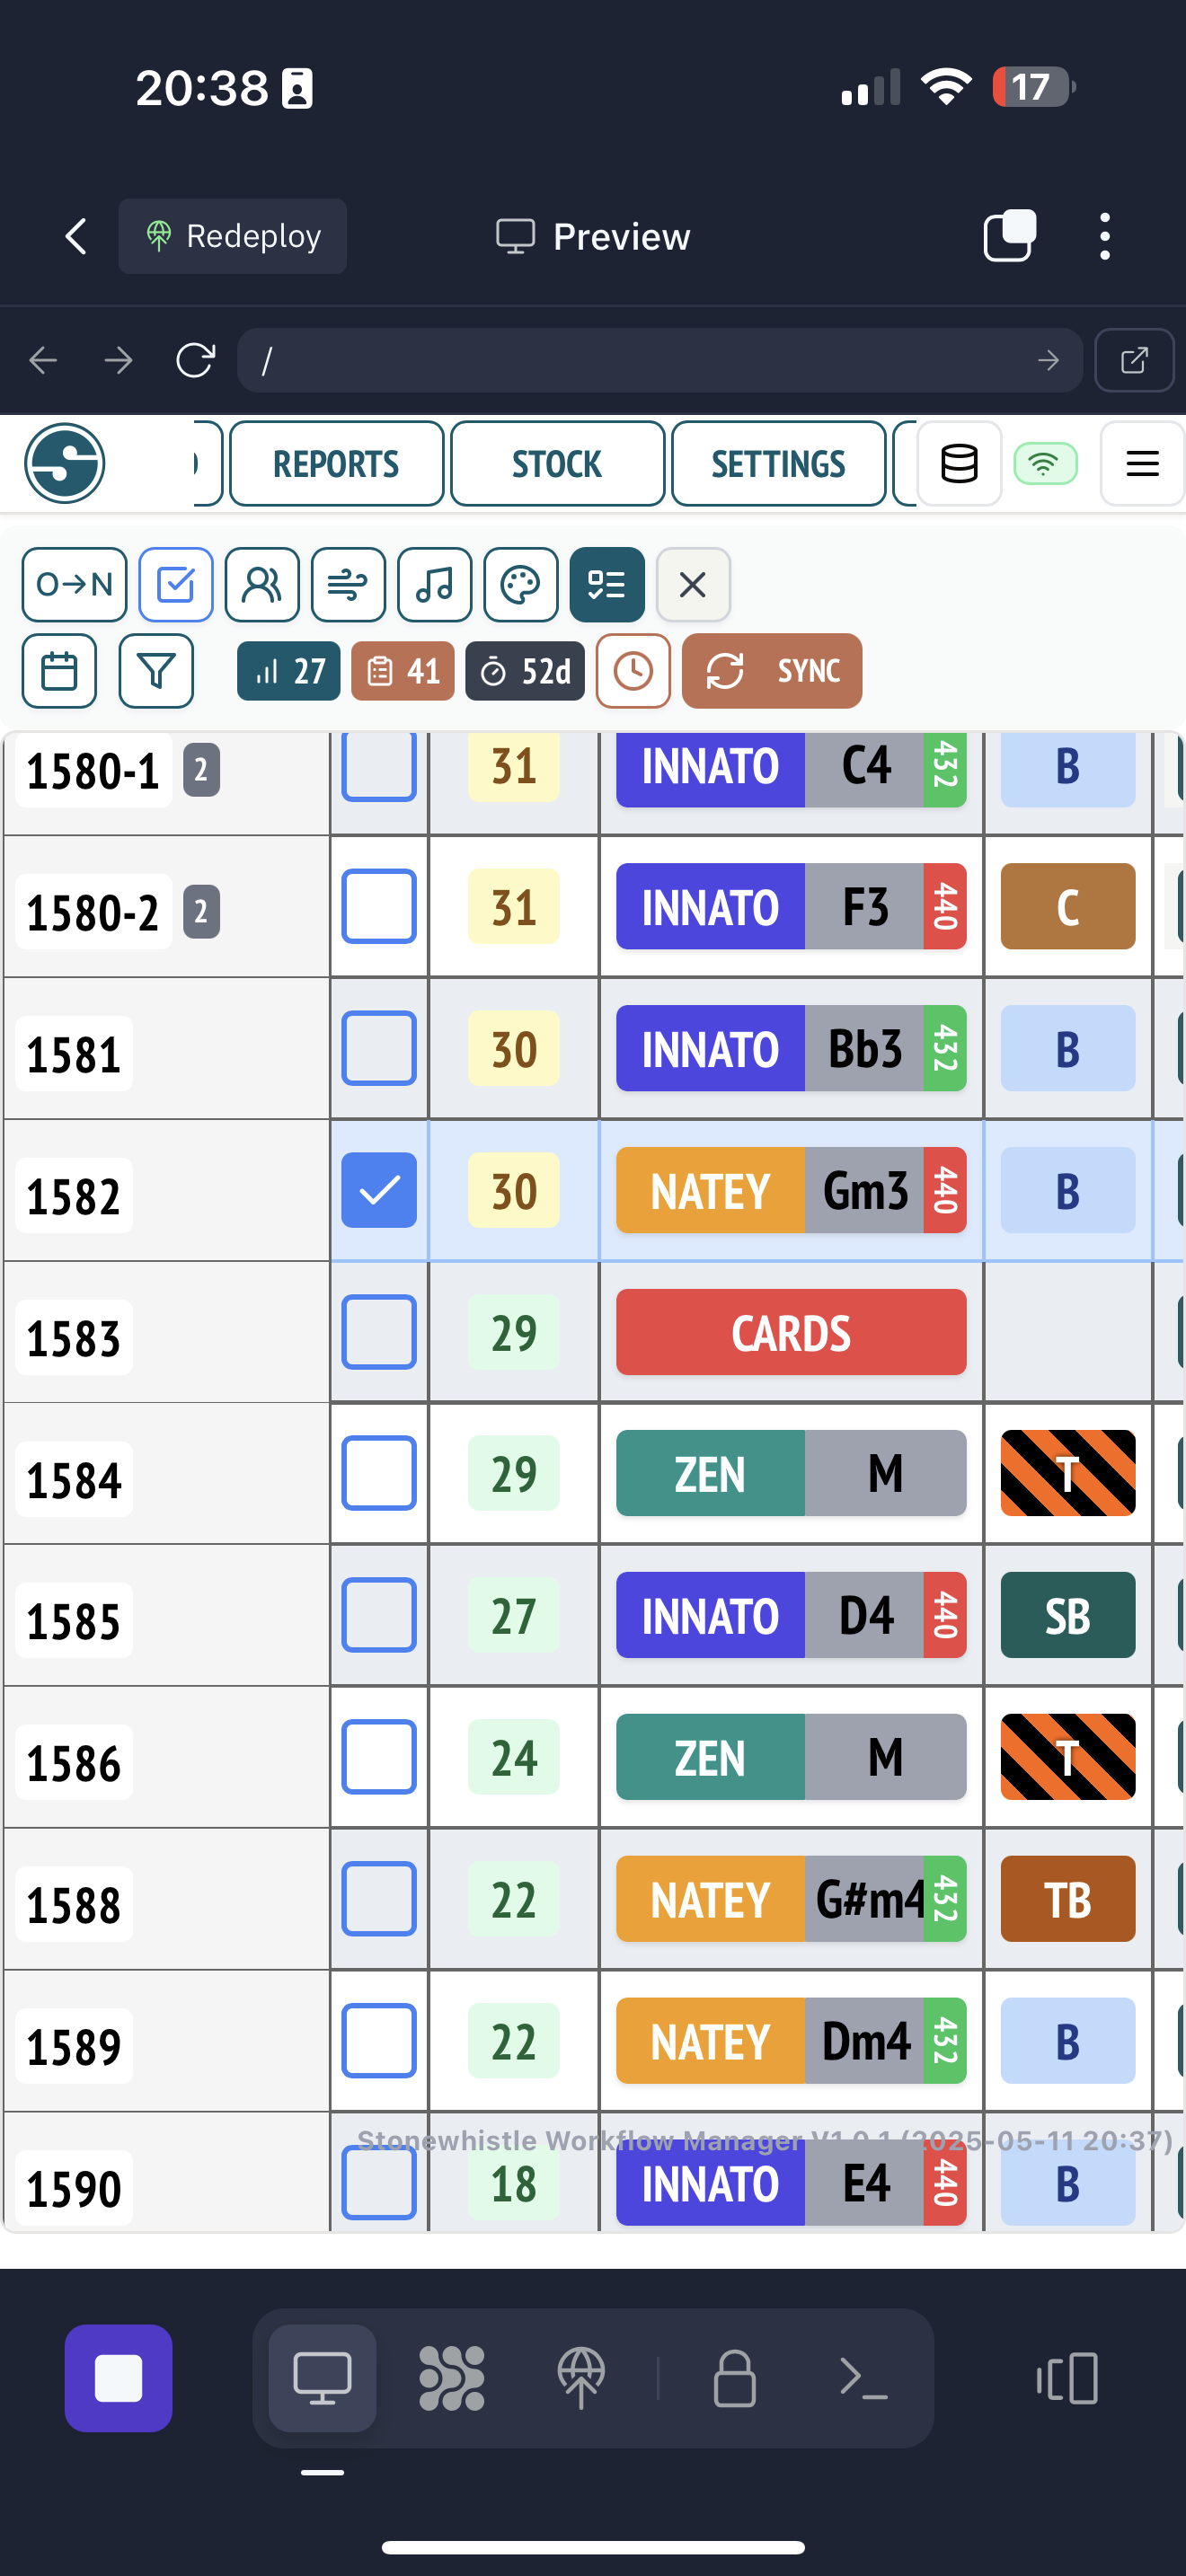 20:38 17
Redeploy Preview
/
REPORTS STOCK SETTINGS
O→N
27 41 52d SYNC
1580-1 2 31 INNATO C4 432 B
1580-2 2 31 INNATO F3 440 C
1581 30 INNATO Bb3 432 B
1582 30 NATEY Gm3 440 B
1583 29 CARDS
1584 29 ZEN M T
1585 27 INNATO D4 440 SB
1586 24 ZEN M T
1588 22 NATEY G#m4 432 TB
1589 22 NATEY Dm4 432 B
Stonewhistle Workflow Manager V1.0.1 (2025-05-11 20:37)
1590 18 INNATO E4 440 B